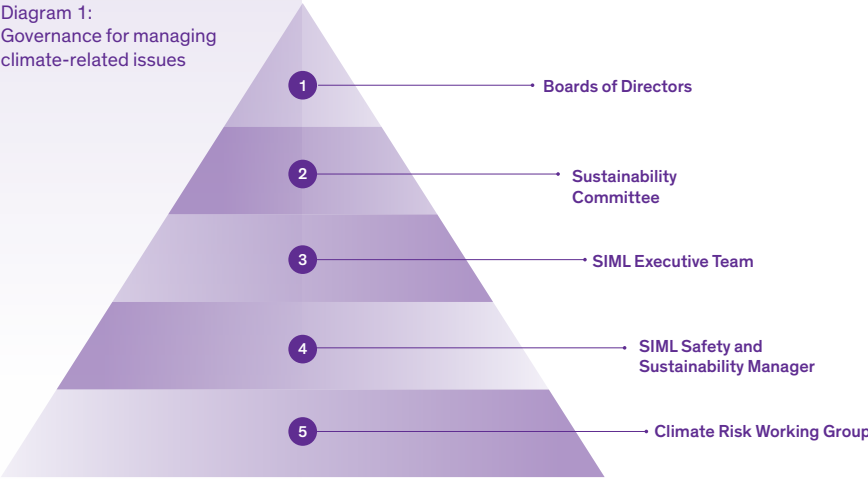 Diagram 1:
Governance for managing
climate-related issues
1
Boards of Directors
2
Sustainability
Committee
3
SIML Executive Team
4
SIML Safety and
Sustainability Manager
5
Climate Risk Working Group